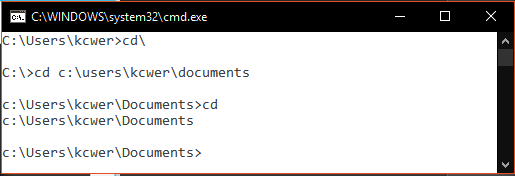 C:\WINDOWS\system32\cmd.exe
C:\Users\kcwer>cd\
C:\>cd c:\users\kcwer\documents
c:\Users\kcwer\Documents>cd
c:\Users\kcwer\Documents
c:\Users\kcwer\Documents>